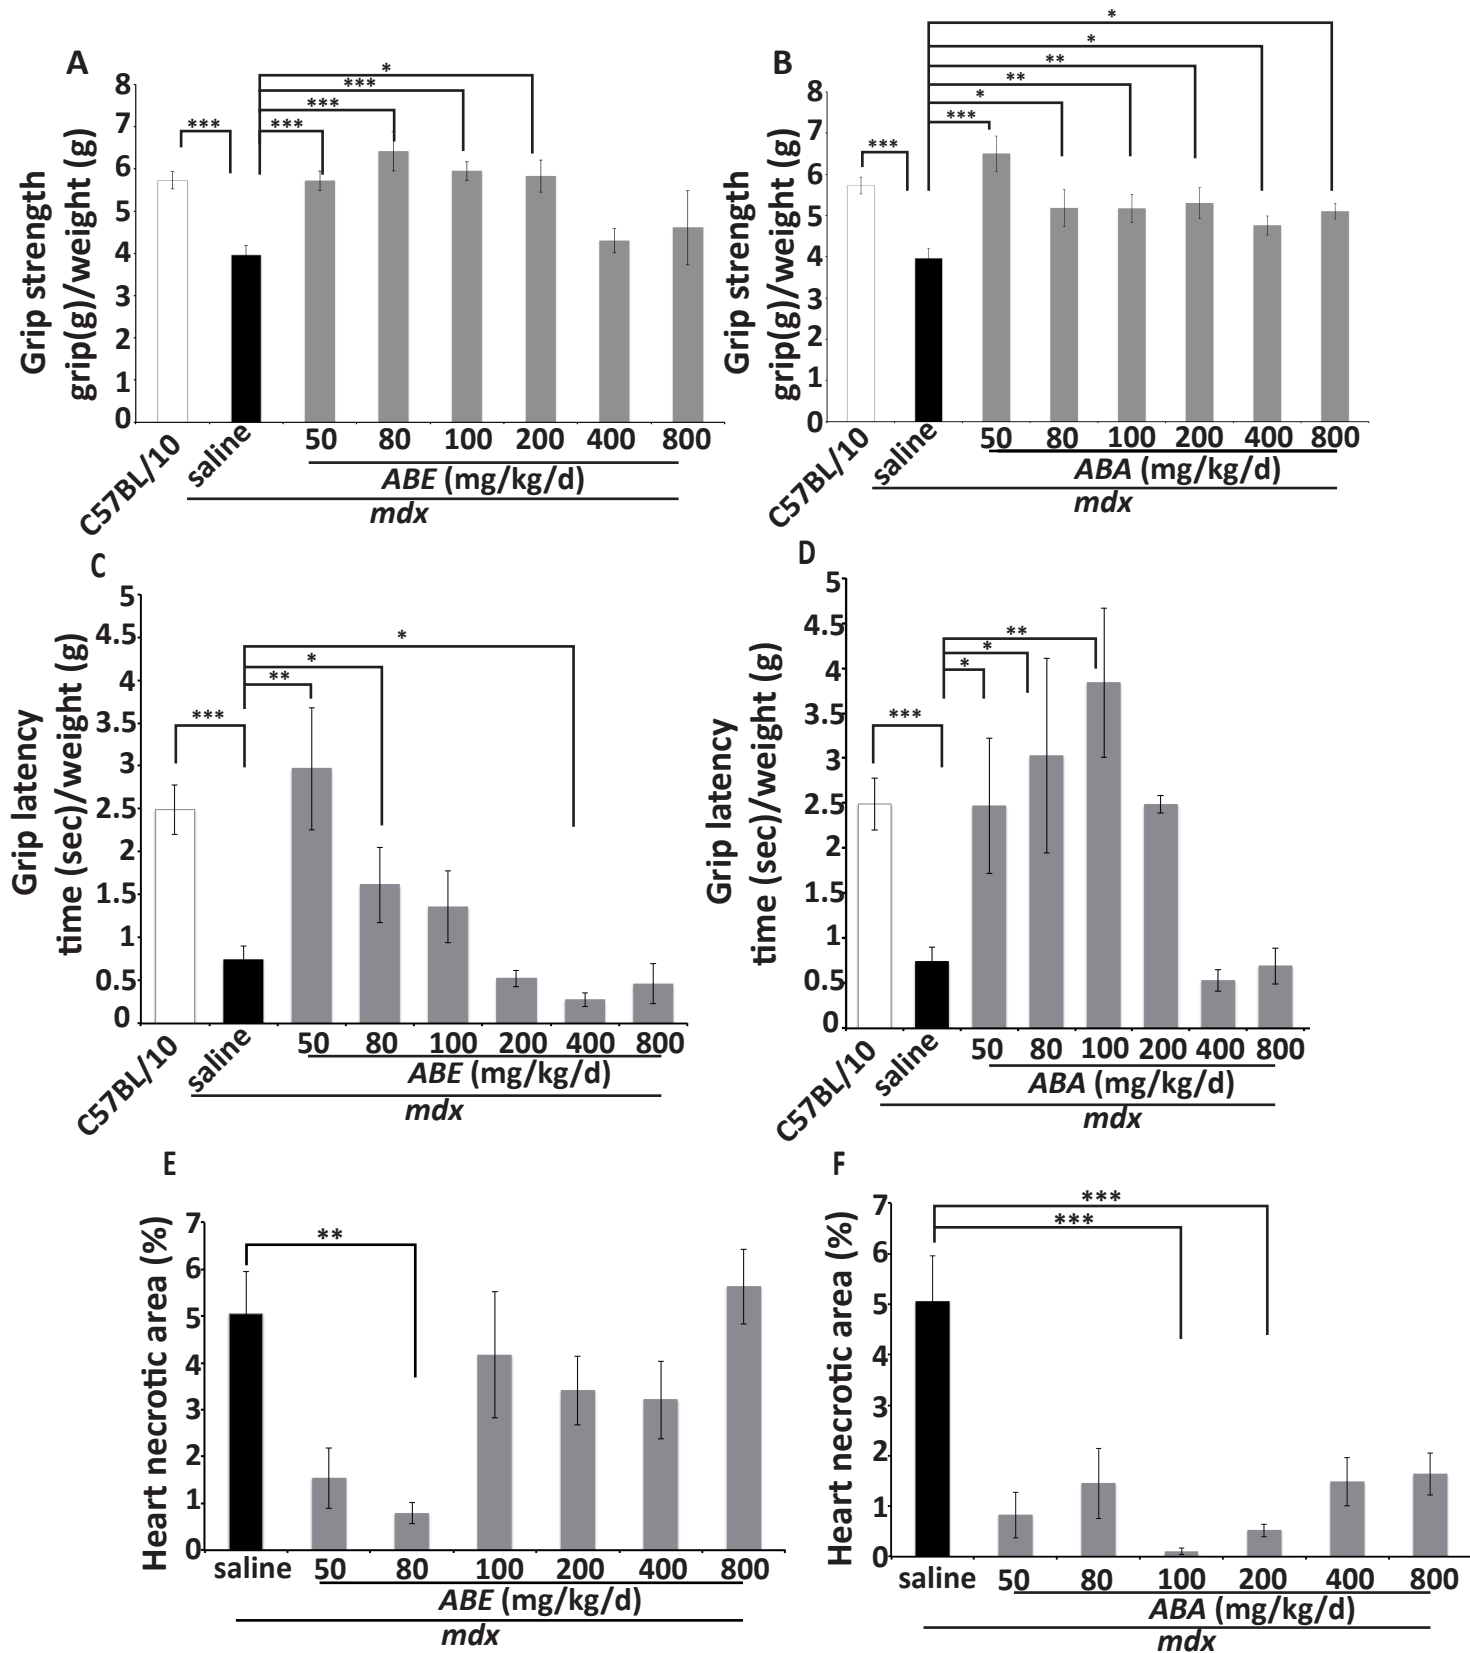 A
Grip strength
grip(g)/weight (g)
8
7
6
5
4
3
2
1
0
***
***
***
***
*
C57BL/10
saline
50 80 100 200 400 800
ABE (mg/kg/d)
mdx
B
Grip strength
grip(g)/weight (g)
8
7
6
5
4
3
2
1
0
***
***
*
**
**
*
*
C57BL/10
saline
50 80 100 200 400 800
ABA (mg/kg/d)
mdx
C
Grip latency
time (sec)/weight (g)
5
4.5
4
3.5
3
2.5
2
1.5
1
0.5
0
***
**
*
*
C57BL/10
saline
50 80 100 200 400 800
ABE (mg/kg/d)
mdx
D
Grip latency
time (sec)/weight (g)
5
4.5
4
3.5
3
2.5
2
1.5
1
0.5
0
***
*
*
**
C57BL/10
saline
50 80 100 200 400 800
ABA (mg/kg/d)
mdx
E
Heart necrotic area (%)
7
6
5
4
3
2
1
0
**
saline 50 80 100 200 400 800
ABE (mg/kg/d)
mdx
F
Heart necrotic area (%)
7
6
5
4
3
2
1
0
***
***
saline 50 80 100 200 400 800
ABA (mg/kg/d)
mdx